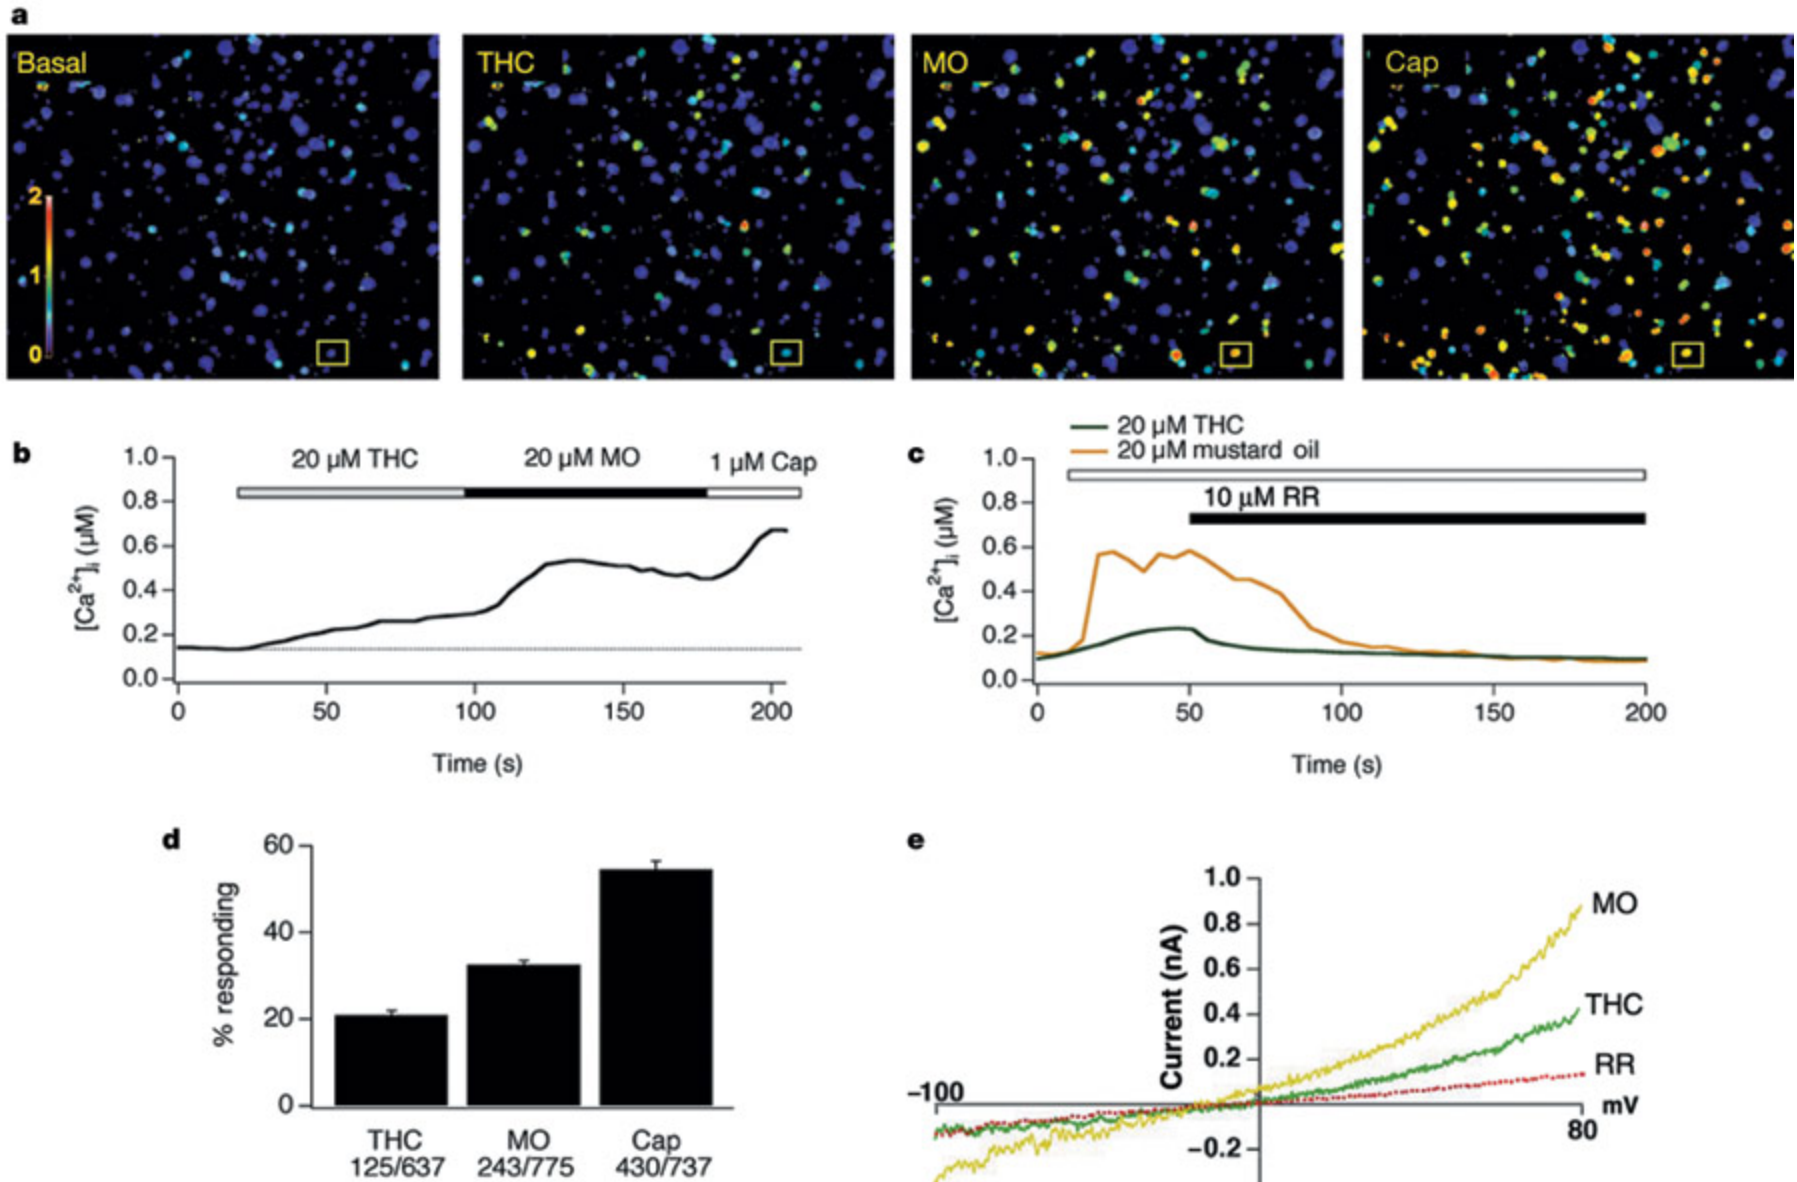 a
Basal
THC
MO
Cap
2
1
0
b
1.0
0.8
0.6
0.4
0.2
0.0
[Ca²⁺]ᵢ (µM)
20 µM THC
20 µM MO
1 µM Cap
0
50
100
150
200
Time (s)
c
20 µM THC
20 µM mustard oil
1.0
0.8
0.6
0.4
0.2
0.0
[Ca²⁺]ᵢ (µM)
10 µM RR
0
50
100
150
200
Time (s)
d
60
40
20
0
% responding
THC
MO
Cap
125/637
243/775
430/737
e
1.0
0.8
0.6
0.4
0.2
−0.2
Current (nA)
MO
THC
RR
−100
mV
80